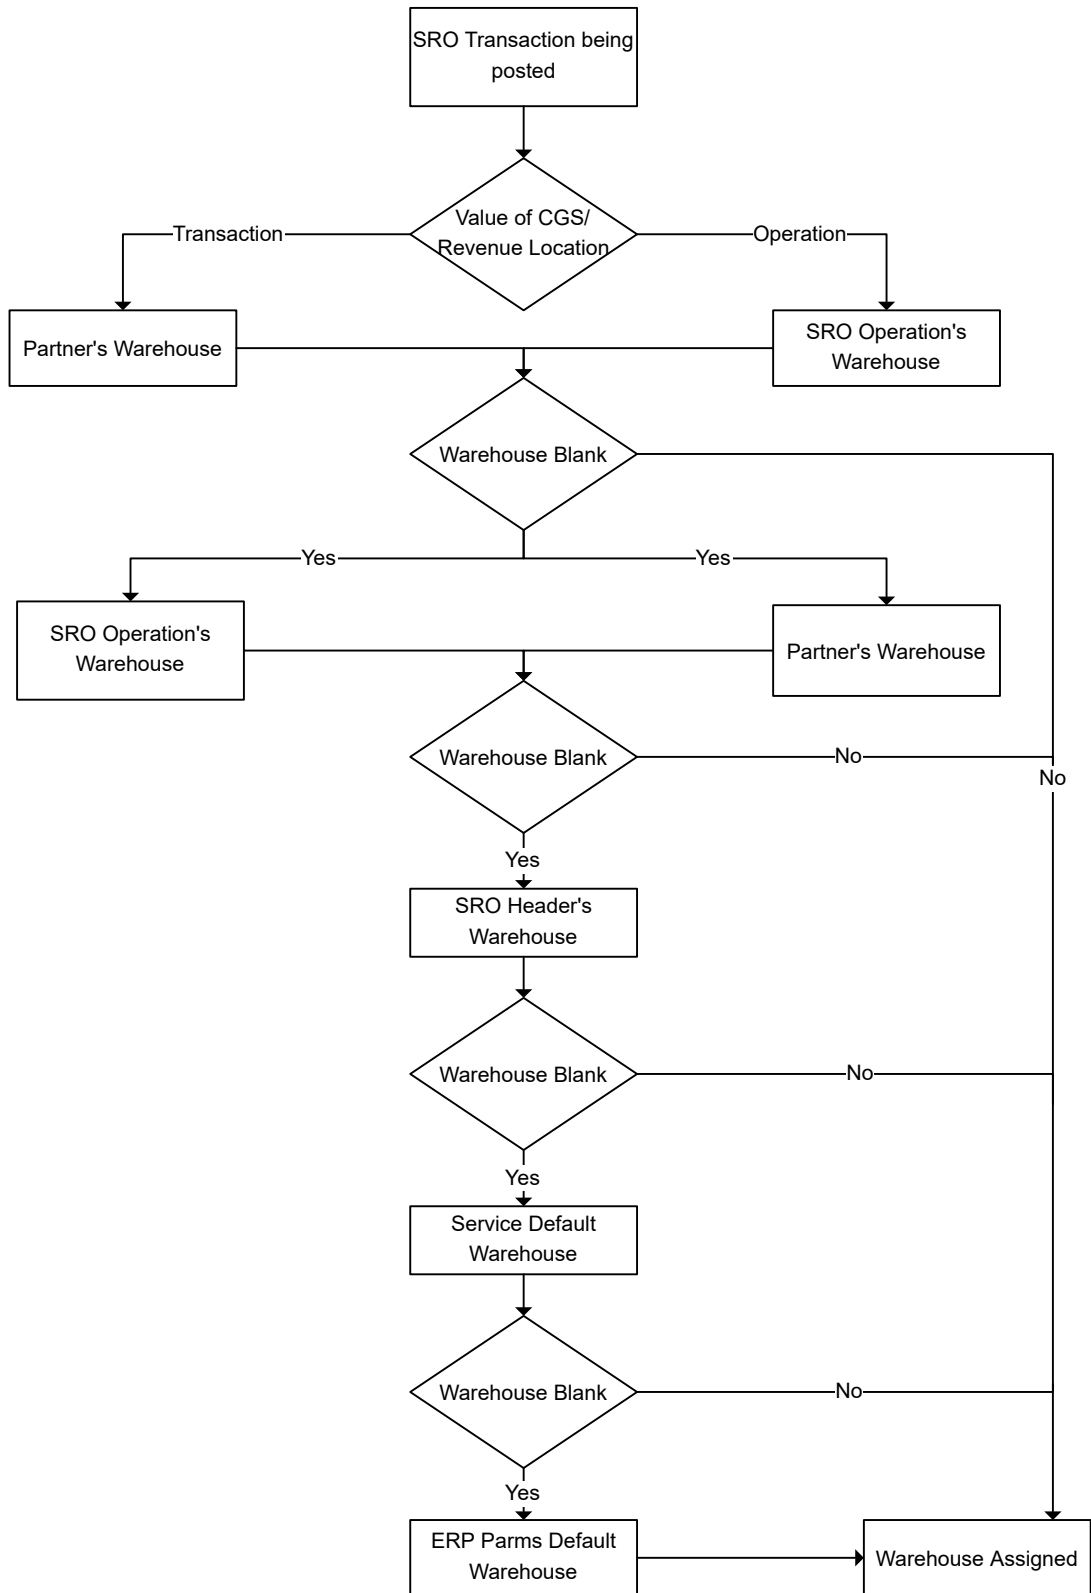 SRO Transaction being
posted
Value of CGS/
Revenue Location
Transaction
Operation
Partner's Warehouse
SRO Operation's
Warehouse
Warehouse Blank
Yes
Yes
SRO Operation's
Warehouse
Partner's Warehouse
Warehouse Blank
No
No
Yes
SRO Header's
Warehouse
Warehouse Blank
No
Yes
Service Default
Warehouse
Warehouse Blank
No
Yes
ERP Parms Default
Warehouse
Warehouse Assigned